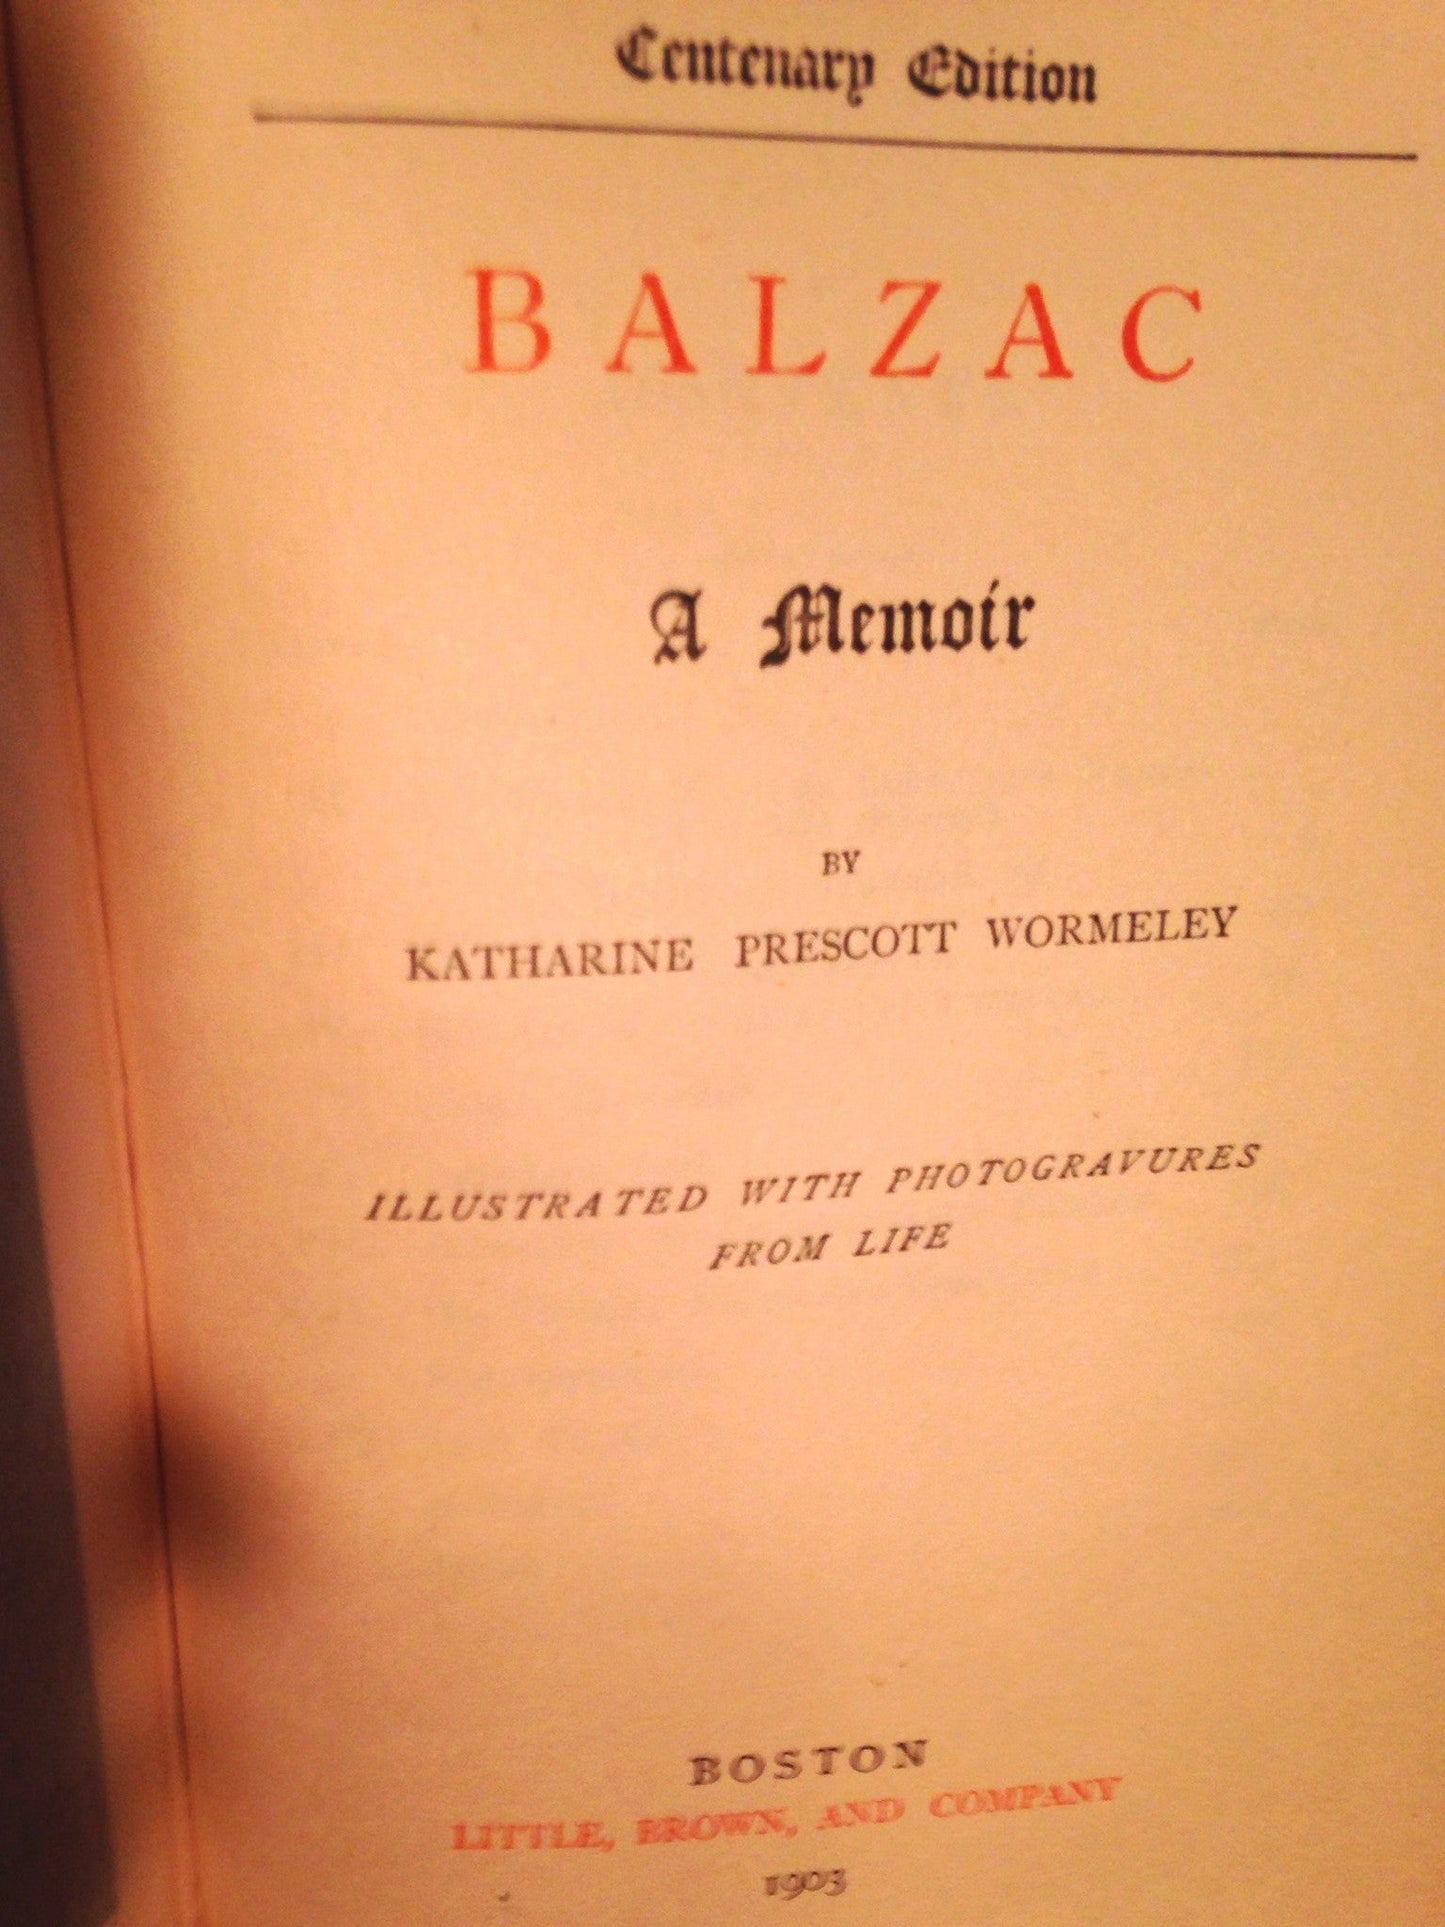 Centenary Edition
BALZAC
A Memoir
BY
KATHARINE PRESCOTT WORMELEY
ILLUSTRATED WITH PHOTOGRAVURES
FROM LIFE
BOSTON
LITTLE, BROWN, AND COMPANY
1903